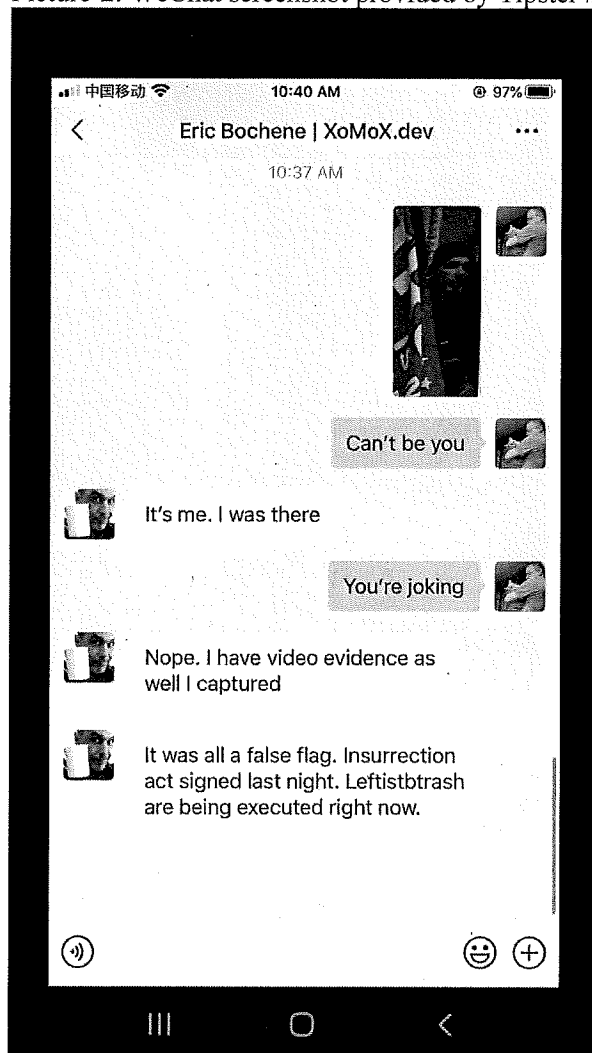 Picture 2: WeChat screenshot provided by Tipster
中国移动 10:40 AM 97%
Eric Bochene | XoMoX.dev
10:37 AM
Can't be you
It's me. I was there
You're joking
Nope. I have video evidence as
well I captured
It was all a false flag. Insurrection
act signed last night. Leftistbtrash
are being executed right now.